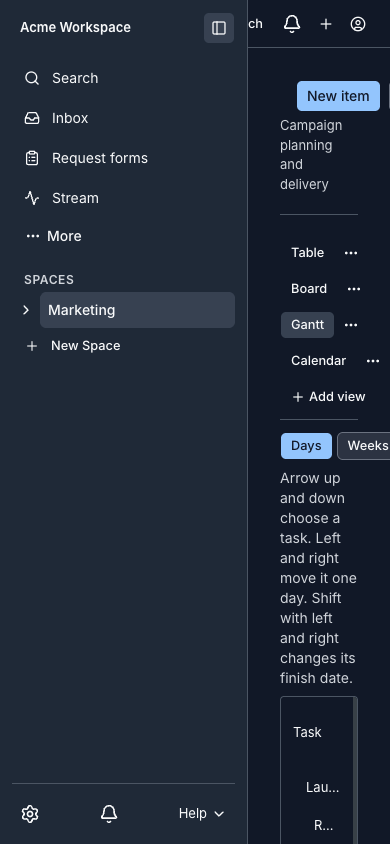 Acme Workspace
Search
Inbox
Request forms
Stream
More
SPACES
Marketing
New Space
Help
ch
New item
Campaign
planning
and
delivery
Table
Board
Gantt
Calendar
Add view
Days
Weeks
Arrow up
and down
choose a
task. Left
and right
move it one
day. Shift
with left
and right
changes its
finish date.
Task
Lau...
R...